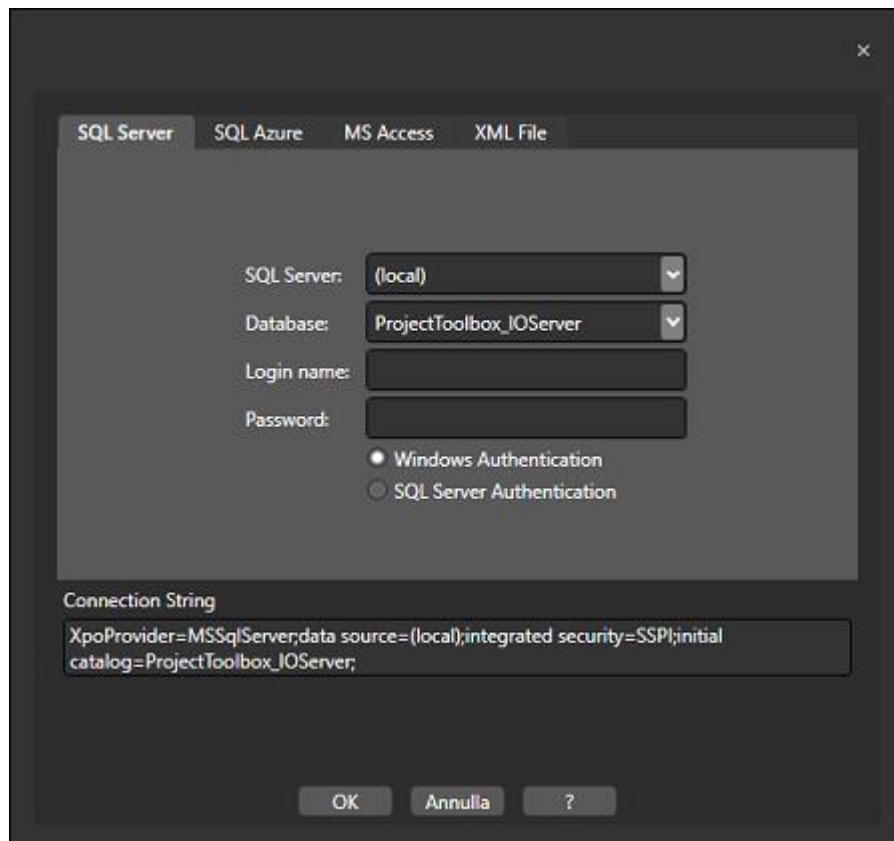 ×
SQL Server SQL Azure MS Access XML File
SQL Server: (local)
Database: ProjectToolbox_IOServer
Login name:
Password:
Windows Authentication
SQL Server Authentication
Connection String
XpoProvider=MSSqlServer;data source=(local);integrated security=SSPI;initial
catalog=ProjectToolbox_IOServer;
OK Annulla ?